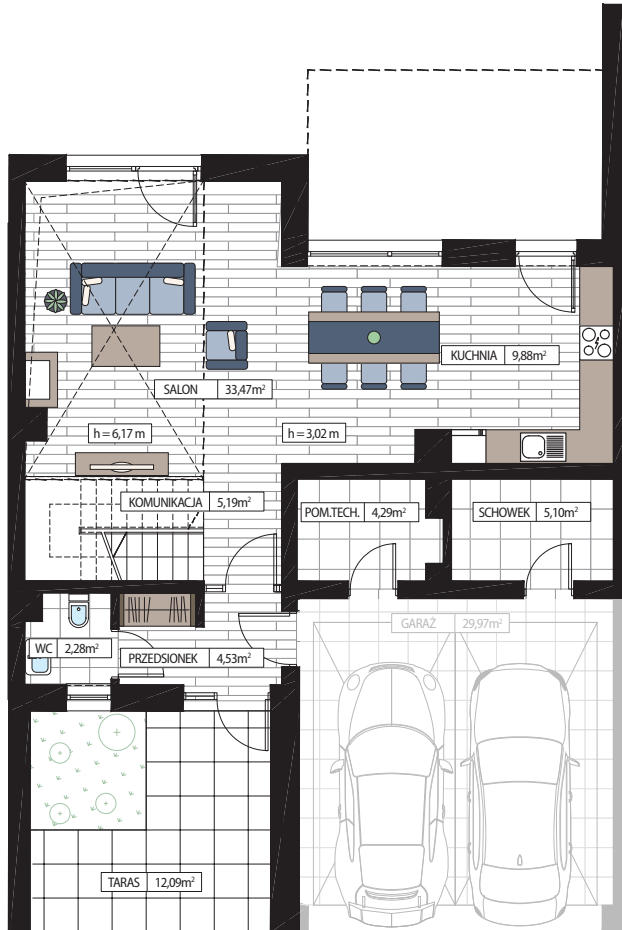 KUCHNIA 9,88m²
SALON 33,47m²
h = 6,17 m
h = 3,02 m
KOMUNIKACJA 5,19m²
POM.TECH. 4,29m²
SCHOWEK 5,10m²
GARAŻ 29,97m²
WC 2,28m²
PRZEDSIONEK 4,53m²
TARAS 12,09m²